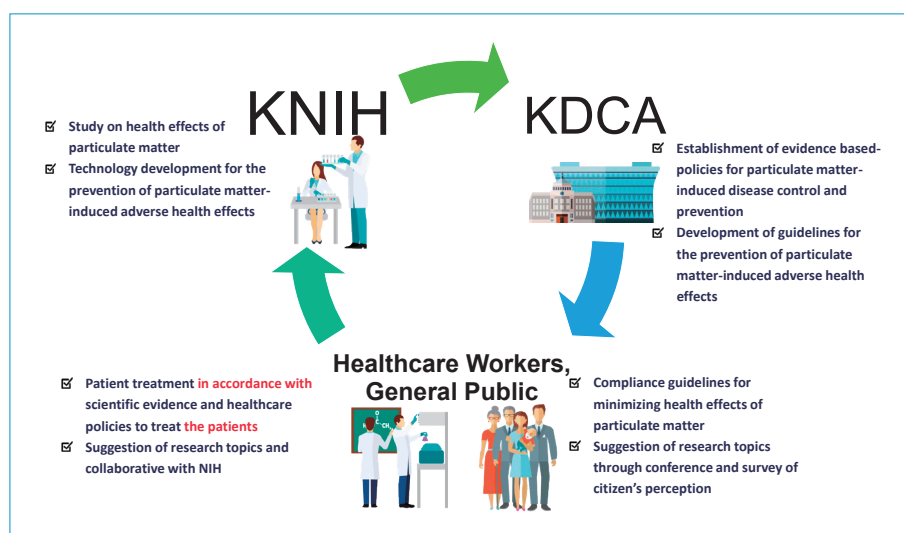 KNIH
Study on health effects of
particulate matter
Technology development for the
prevention of particulate matter-
induced adverse health effects
KDCA
Establishment of evidence based-
policies for particulate matter-
induced disease control and
prevention
Development of guidelines for
the prevention of particulate
matter-induced adverse health
effects
Healthcare Workers,
General Public
Patient treatment in accordance with
scientific evidence and healthcare
policies to treat the patients
Suggestion of research topics and
collaborative with NIH
Compliance guidelines for
minimizing health effects of
particulate matter
Suggestion of research topics
through conference and survey of
citizen's perception